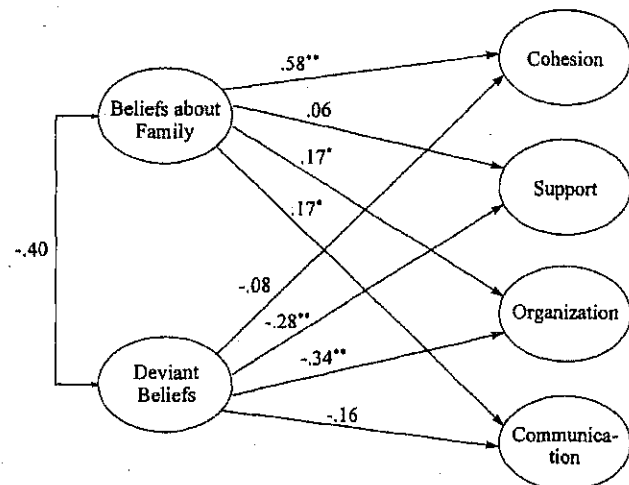 Cohesion
.58**
Beliefs about
Family
.06
.17*
Support
.17*
-.40
-.08
-.28**
Organization
-.34**
Deviant
Beliefs
-.16
Communica-
tion